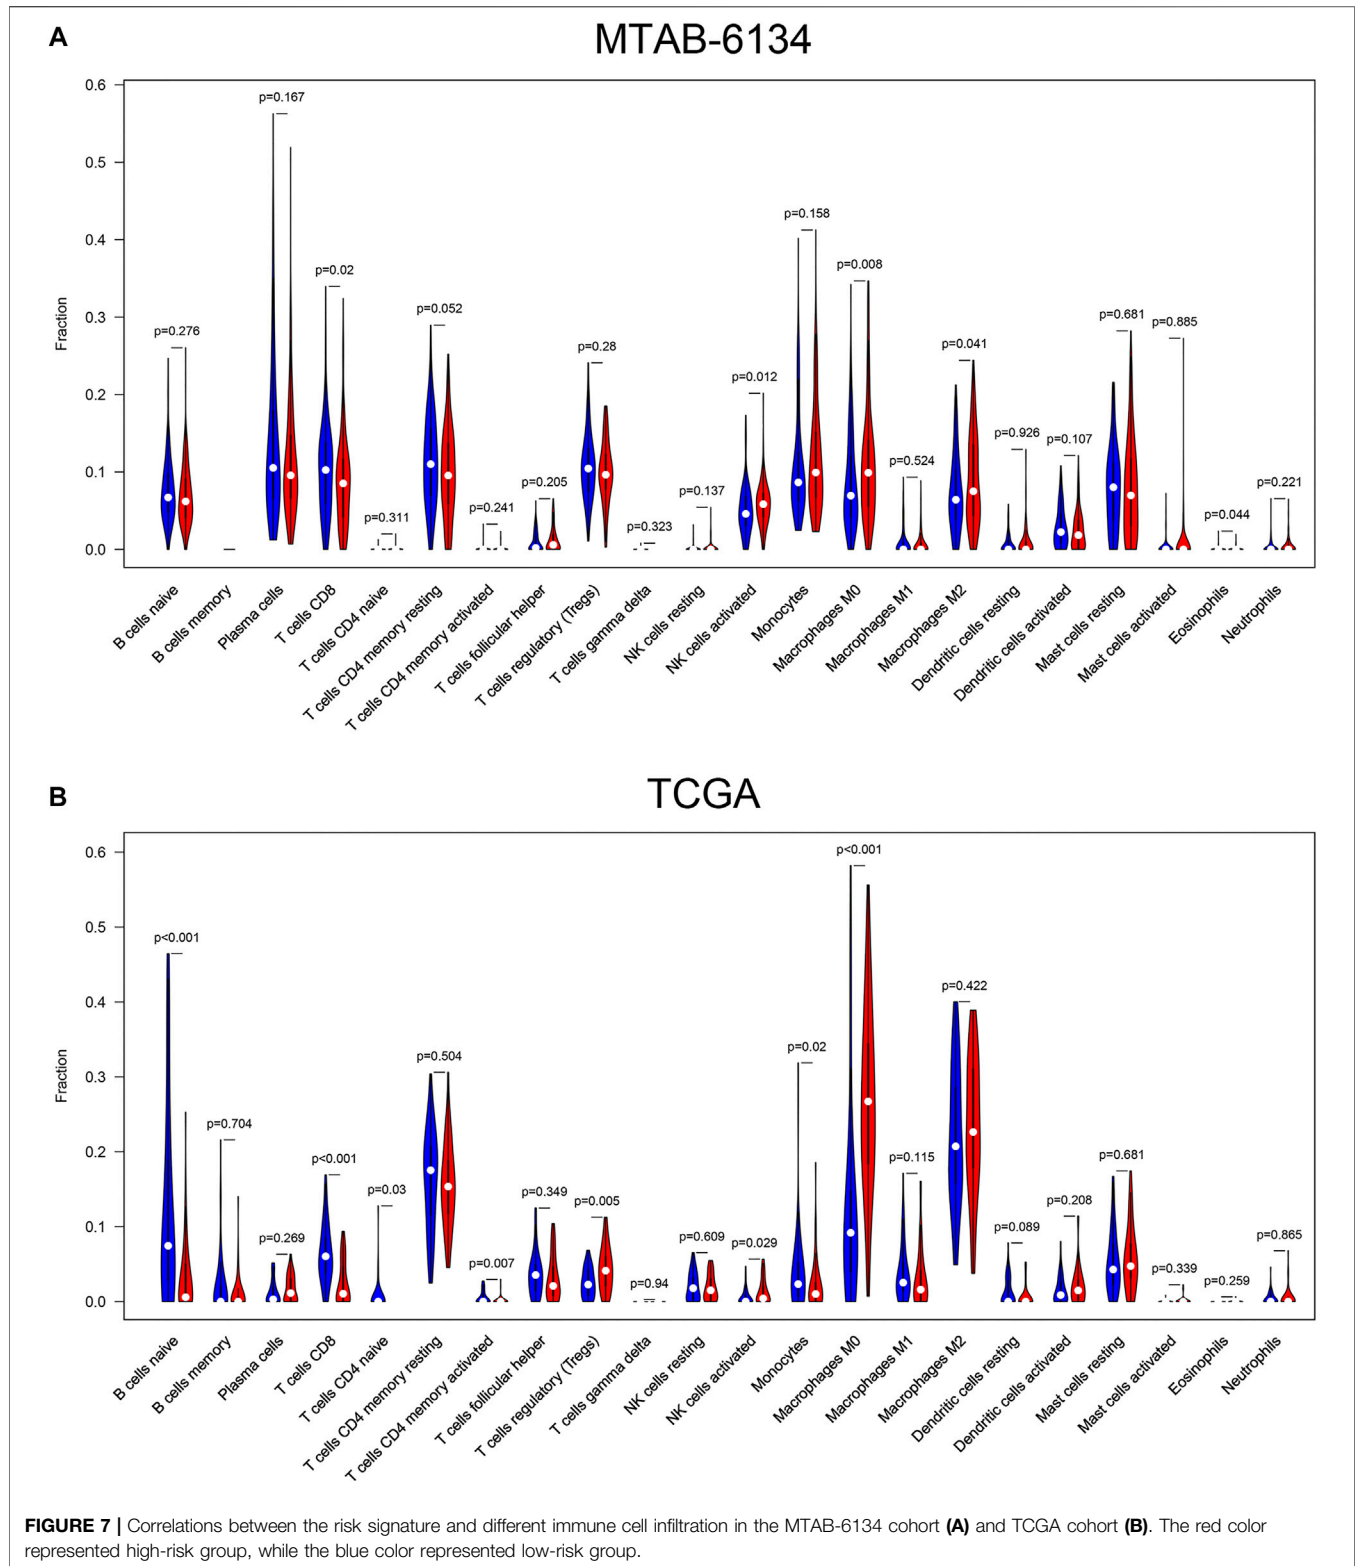 A
MTAB-6134
Fraction
0.6
0.5
0.4
0.3
0.2
0.1
0.0
p=0.276
p=0.167
p=0.02
p=0.311
p=0.052
p=0.241
p=0.205
p=0.28
p=0.323
p=0.137
p=0.012
p=0.158
p=0.008
p=0.524
p=0.041
p=0.926
p=0.107
p=0.681
p=0.885
p=0.044
p=0.221
B cells naive
B cells memory
Plasma cells
T cells CD8
T cells CD4 naive
T cells CD4 memory resting
T cells CD4 memory activated
T cells follicular helper
T cells regulatory (Tregs)
T cells gamma delta
NK cells resting
NK cells activated
Monocytes
Macrophages M0
Macrophages M1
Macrophages M2
Dendritic cells resting
Dendritic cells activated
Mast cells resting
Mast cells activated
Eosinophils
Neutrophils
B
TCGA
Fraction
0.6
0.5
0.4
0.3
0.2
0.1
0.0
p<0.001
p=0.704
p=0.269
p<0.001
p=0.03
p=0.504
p=0.007
p=0.349
p=0.005
p=0.94
p=0.609
p=0.029
p=0.02
p<0.001
p=0.115
p=0.422
p=0.089
p=0.208
p=0.681
p=0.339
p=0.259
p=0.865
B cells naive
B cells memory
Plasma cells
T cells CD8
T cells CD4 naive
T cells CD4 memory resting
T cells CD4 memory activated
T cells follicular helper
T cells regulatory (Tregs)
T cells gamma delta
NK cells resting
NK cells activated
Monocytes
Macrophages M0
Macrophages M1
Macrophages M2
Dendritic cells resting
Dendritic cells activated
Mast cells resting
Mast cells activated
Eosinophils
Neutrophils
FIGURE 7 | Correlations between the risk signature and different immune cell infiltration in the MTAB-6134 cohort (A) and TCGA cohort (B). The red color
represented high-risk group, while the blue color represented low-risk group.